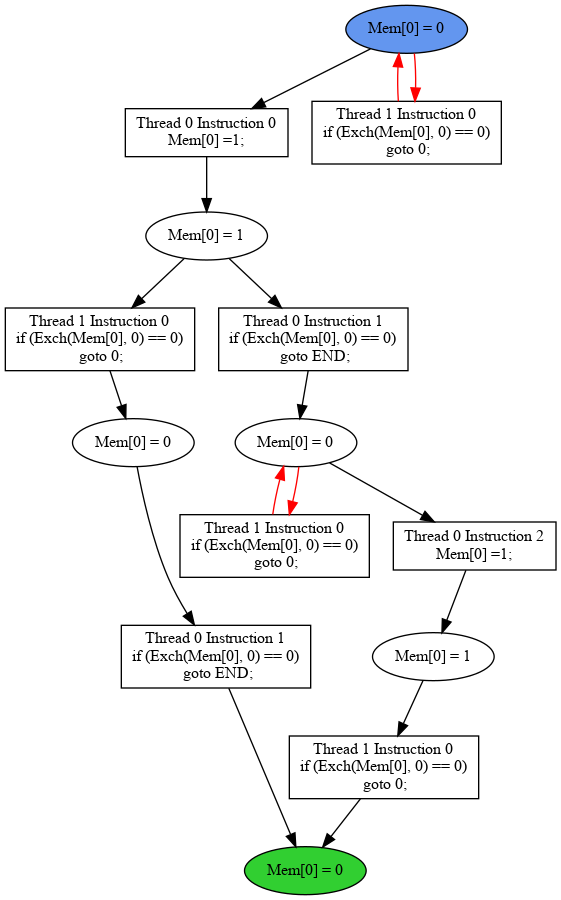 Mem[0] = 0
Thread 0 Instruction 0
Mem[0] =1;
Thread 1 Instruction 0
if (Exch(Mem[0], 0) == 0)
goto 0;
Mem[0] = 1
Thread 1 Instruction 0
if (Exch(Mem[0], 0) == 0)
goto 0;
Thread 0 Instruction 1
if (Exch(Mem[0], 0) == 0)
goto END;
Mem[0] = 0
Mem[0] = 0
Thread 1 Instruction 0
if (Exch(Mem[0], 0) == 0)
goto 0;
Thread 0 Instruction 2
Mem[0] =1;
Thread 0 Instruction 1
if (Exch(Mem[0], 0) == 0)
goto END;
Mem[0] = 1
Thread 1 Instruction 0
if (Exch(Mem[0], 0) == 0)
goto 0;
Mem[0] = 0